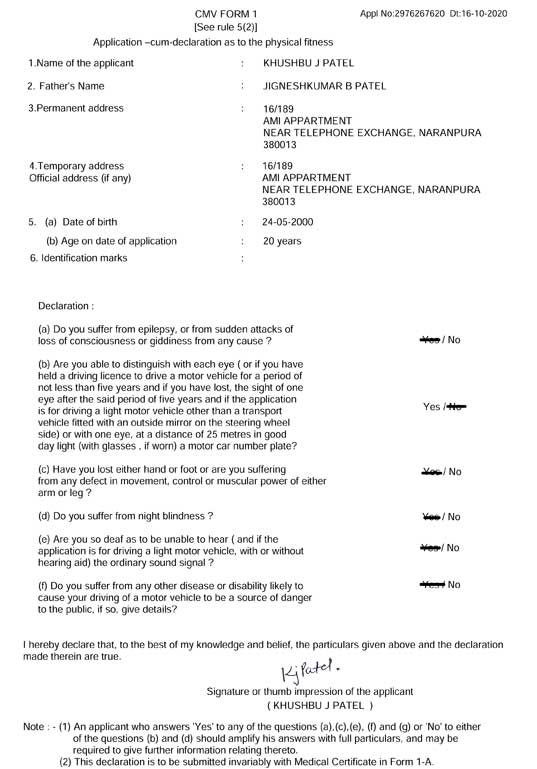 CMV FORM 1
Appl No:2976267620 Dt:16-10-2020
[See rule 5(2)]
Application –cum-declaration as to the physical fitness
1.Name of the applicant : KHUSHBU J PATEL
2. Father's Name : JIGNESHKUMAR B PATEL
3.Permanent address : 16/189
AMI APPARTMENT
NEAR TELEPHONE EXCHANGE, NARANPURA
380013
4.Temporary address : 16/189
Official address (if any) AMI APPARTMENT
NEAR TELEPHONE EXCHANGE, NARANPURA
380013
5. (a) Date of birth : 24-05-2000
(b) Age on date of application : 20 years
6. Identification marks :
Declaration :
(a) Do you suffer from epilepsy, or from sudden attacks of
loss of consciousness or giddiness from any cause ? Yes / No
(b) Are you able to distinguish with each eye ( or if you have
held a driving licence to drive a motor vehicle for a period of
not less than five years and if you have lost, the sight of one
eye after the said period of five years and if the application
is for driving a light motor vehicle other than a transport Yes / No
vehicle fitted with an outside mirror on the steering wheel
side) or with one eye, at a distance of 25 metres in good
day light (with glasses , if worn) a motor car number plate?
(c) Have you lost either hand or foot or are you suffering Yes / No
from any defect in movement, control or muscular power of either
arm or leg ?
(d) Do you suffer from night blindness ? Yes / No
(e) Are you so deaf as to be unable to hear ( and if the
application is for driving a light motor vehicle, with or without Yes / No
hearing aid) the ordinary sound signal ?
(f) Do you suffer from any other disease or disability likely to Yes / No
cause your driving of a motor vehicle to be a source of danger
to the public, if so, give details?
I hereby declare that, to the best of my knowledge and belief, the particulars given above and the declaration
made therein are true.
Kj Patel.
Signature or thumb impression of the applicant
( KHUSHBU J PATEL )
Note : - (1) An applicant who answers 'Yes' to any of the questions (a),(c),(e), (f) and (g) or 'No' to either
of the questions (b) and (d) should amplify his answers with full particulars, and may be
required to give further information relating thereto.
(2) This declaration is to be submitted invariably with Medical Certificate in Form 1-A.